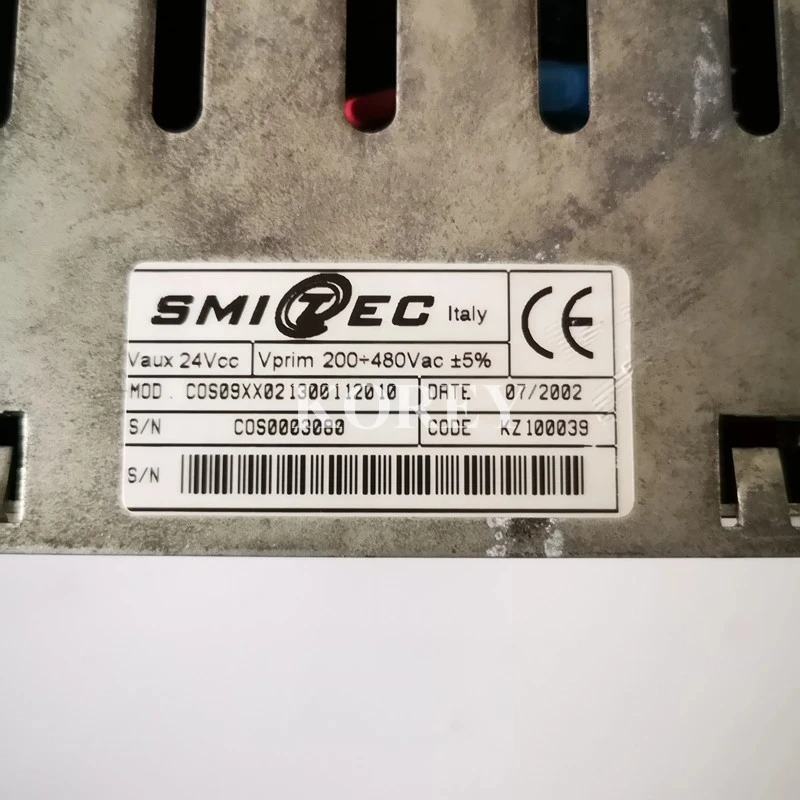 SMITEC Italy CE
Vaux 24Vcc Vprim 200÷480Vac ±5%
MOD. COS09XX021300112010 DATE 07/2002
KOREY
S/N COS0003080 CODE KZ100039
S/N